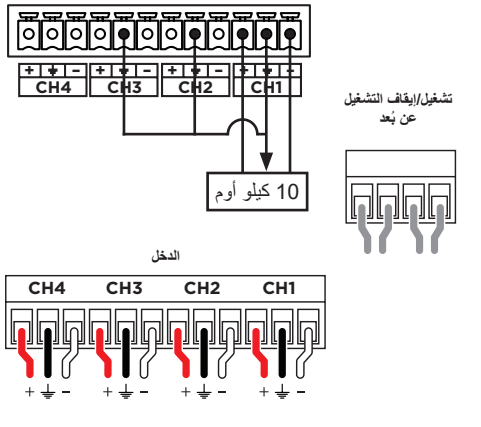 + ⏚ - + ⏚ - + ⏚ - + ⏚ -
CH4 CH3 CH2 CH1
تشغيل/إيقاف التشغيل
عن بُعد
10 كيلو أوم
الدخل
CH4 CH3 CH2 CH1
+ ⏚ - + ⏚ - + ⏚ - + ⏚ -